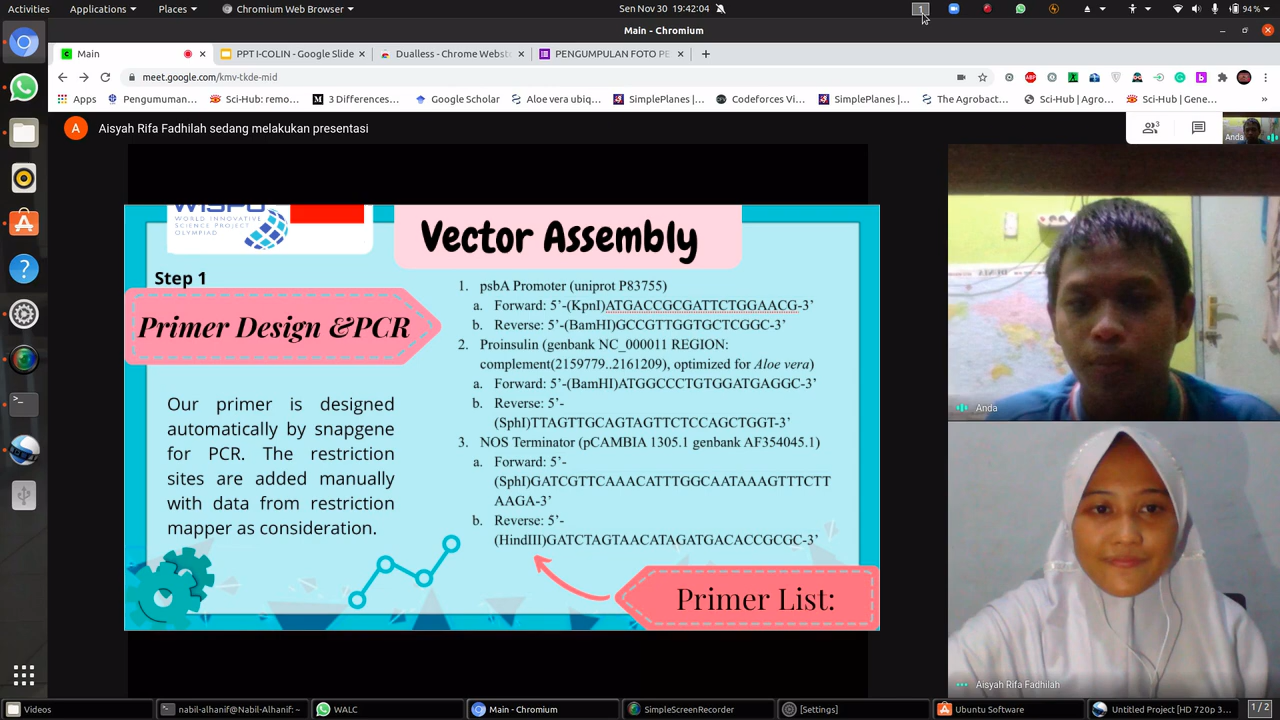 Activities Applications Places Chromium Web Browser Sen Nov 30 19:42:04 1 94 %
Main - Chromium
Main PPT I-COLIN - Google Slide Dualless - Chrome Webst PENGUMPULAN FOTO PE
meet.google.com/kmv-tkde-mid
Apps Pengumuman... Sci-Hub: remo... 3 Differences... Google Scholar Aloe vera ubiq... SimplePlanes |... Codeforces Vi... SimplePlanes |... The Agrobact... Sci-Hub | Agro... Sci-Hub | Gene... »
A Aisyah Rifa Fadhilah sedang melakukan presentasi 3 Anda
WORLD INNOVATIVE
SCIENCE PROJECT
OLYMPIAD
Vector Assembly
Step 1
Primer Design &PCR
Our primer is designed
automatically by snapgene
for PCR. The restriction
sites are added manually
with data from restriction
mapper as consideration.
1. psbA Promoter (uniprot P83755)
a. Forward: 5’-(KpnI)ATGACCGCGATTCTGGAACG-3’
b. Reverse: 5’-(BamHI)GCCGTTGGTGCTCGGC-3’
2. Proinsulin (genbank NC_000011 REGION:
complement(2159779..2161209), optimized for Aloe vera)
a. Forward: 5’-(BamHI)ATGGCCCTGTGGATGAGGC-3’
b. Reverse: 5’-
(SphI)TTAGTTGCAGTAGTTCTCCAGCTGGT-3’
3. NOS Terminator (pCAMBIA 1305.1 genbank AF354045.1)
a. Forward: 5’-
(SphI)GATCGTTCAAACATTTGGCAATAAAGTTTCTT
AAGA-3’
b. Reverse: 5’-
(HindIII)GATCTAGTAACATAGATGACACCGCGC-3’
Primer List:
Anda
Aisyah Rifa Fadhilah
Videos nabil-alhanif@Nabil-Alhanif: ~ WALC Main - Chromium SimpleScreenRecorder [Settings] Ubuntu Software Untitled Project [HD 720p 3... 1 / 2